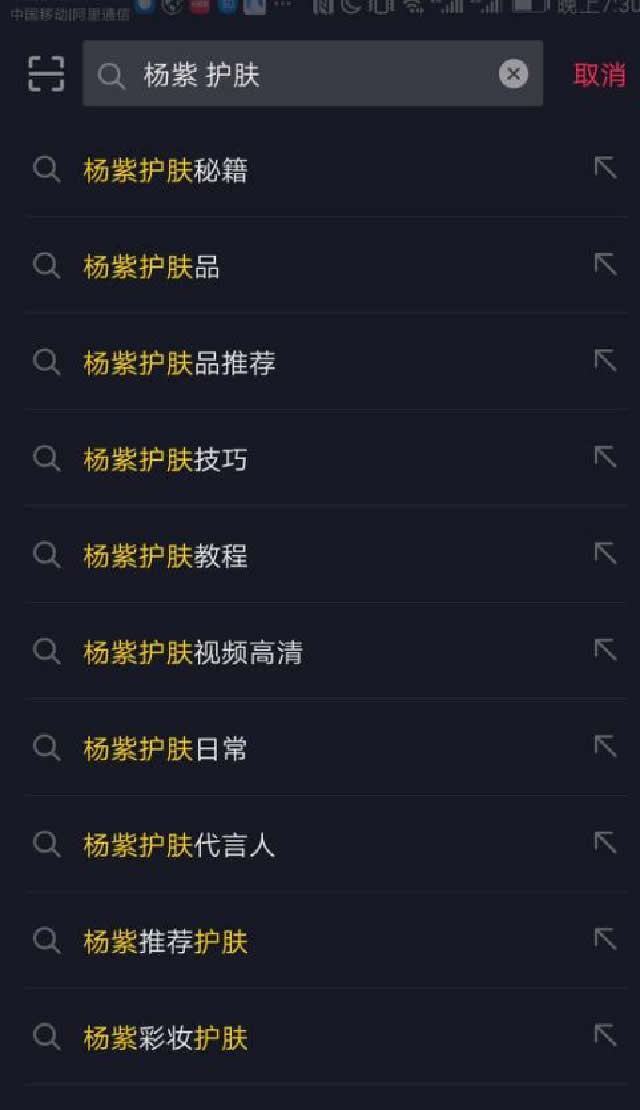 中国移动|阿里通信
晚上7:30
杨紫 护肤
取消
杨紫护肤秘籍
杨紫护肤品
杨紫护肤品推荐
杨紫护肤技巧
杨紫护肤教程
杨紫护肤视频高清
杨紫护肤日常
杨紫护肤代言人
杨紫推荐护肤
杨紫彩妆护肤